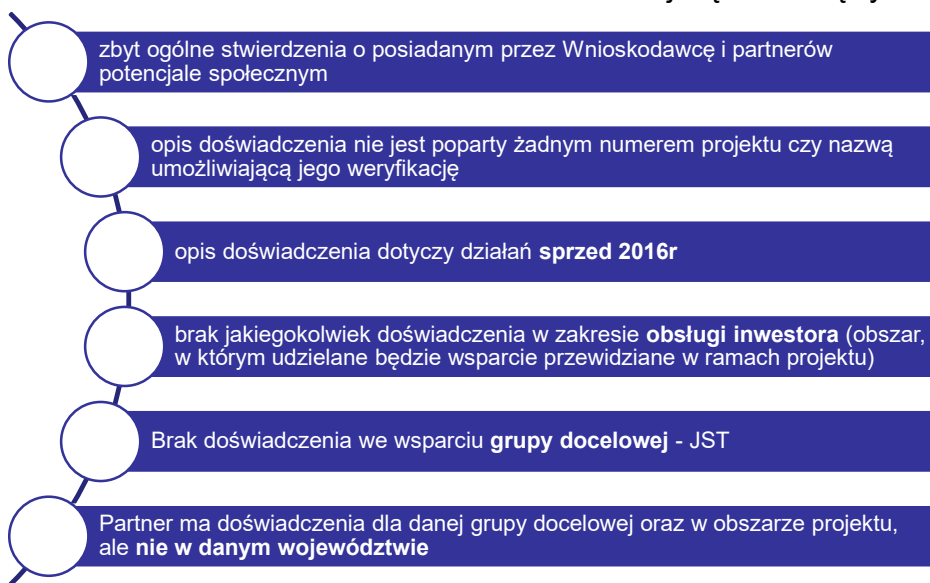 zbyt ogólne stwierdzenia o posiadanym przez Wnioskodawcę i partnerów
potencjale społecznym
opis doświadczenia nie jest poparty żadnym numerem projektu czy nazwą
umożliwiającą jego weryfikację
opis doświadczenia dotyczy działań sprzed 2016r
brak jakiegokolwiek doświadczenia w zakresie obsługi inwestora (obszar,
w którym udzielane będzie wsparcie przewidziane w ramach projektu)
Brak doświadczenia we wsparciu grupy docelowej - JST
Partner ma doświadczenia dla danej grupy docelowej oraz w obszarze projektu,
ale nie w danym województwie